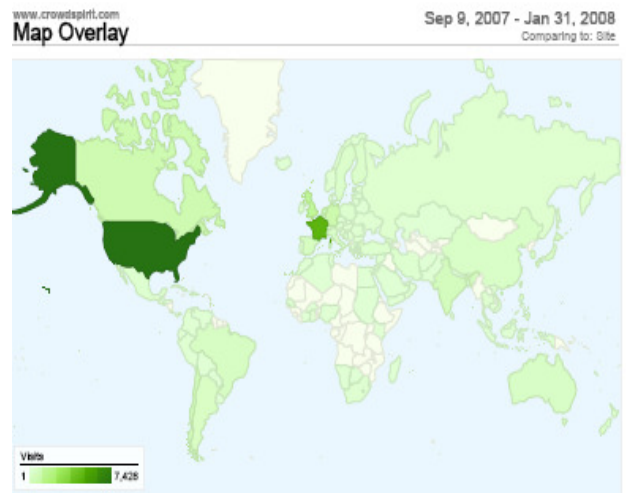 www.crowdspirit.com
Map Overlay
Sep 9, 2007 - Jan 31, 2008
Comparing to: Site
Visits
1 7,428